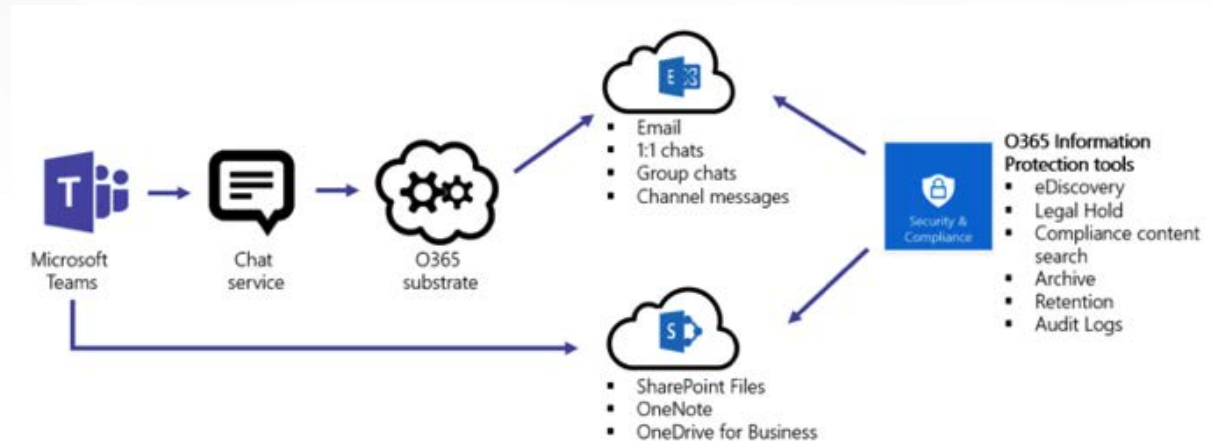 T
Microsoft
Teams
Chat
service
O365
substrate
E
Email
1:1 chats
Group chats
Channel messages
S
SharePoint Files
OneNote
OneDrive for Business
Security &
Compliance
O365 Information
Protection tools
eDiscovery
Legal Hold
Compliance content
search
Archive
Retention
Audit Logs